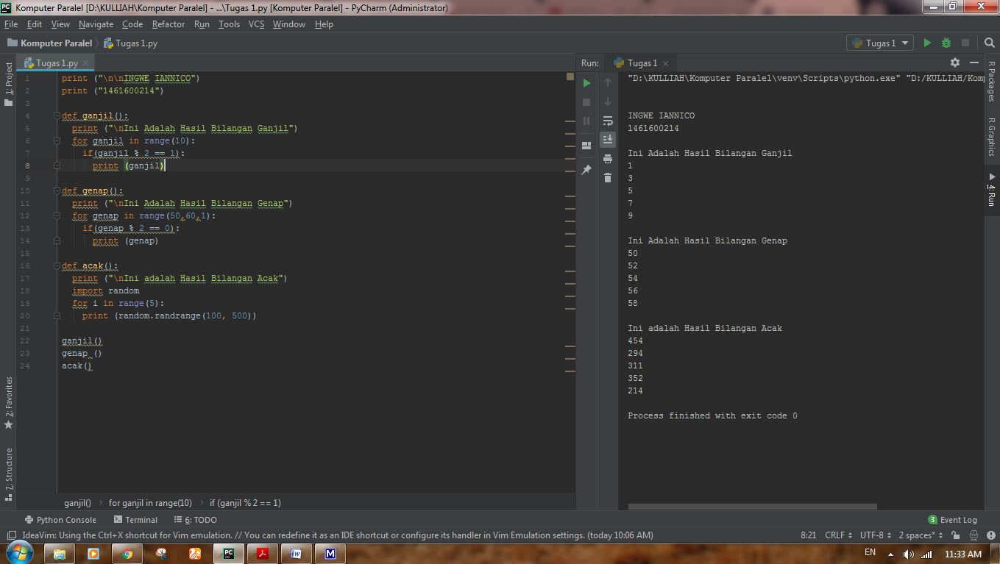 Komputer Paralel [D:\KULLIAH\Komputer Paralel] - ...\Tugas 1.py [Komputer Paralel] - PyCharm (Administrator)
File Edit View Navigate Code Refactor Run Tools VCS Window Help
Komputer Paralel Tugas 1.py Tugas 1
1: Project
2: Favorites
7: Structure
Tugas 1.py
1 print ("\n\nINGWE IANNICO")
2 print ("1461600214")
3
4 def ganjil():
5 print ("\nIni Adalah Hasil Bilangan Ganjil")
6 for ganjil in range(10):
7 if(ganjil % 2 == 1):
8 print (ganjil)
9
10 def genap():
11 print ("\nIni Adalah Hasil Bilangan Genap")
12 for genap in range(50,60,1):
13 if(genap % 2 == 0):
14 print (genap)
15
16 def acak():
17 print ("\nIni adalah Hasil Bilangan Acak")
18 import random
19 for i in range(5):
20 print (random.randrange(100, 500))
21
22 ganjil()
23 genap ()
24 acak()
ganjil() for ganjil in range(10) if (ganjil % 2 == 1)
Run: Tugas 1
"D:\KULLIAH\Komputer Paralel\venv\Scripts\python.exe" "D:/KULLIAH/Kom
INGWE IANNICO
1461600214
Ini Adalah Hasil Bilangan Ganjil
1
3
5
7
9
Ini Adalah Hasil Bilangan Genap
50
52
54
56
58
Ini adalah Hasil Bilangan Acak
454
294
311
352
214
Process finished with exit code 0
R Packages
R Graphics
4: Run
Python Console Terminal 6: TODO 3 Event Log
IdeaVim: Using the Ctrl+X shortcut for Vim emulation. // You can redefine it as an IDE shortcut or configure its handler in Vim Emulation settings. (today 10:06 AM) 8:21 CRLF UTF-8 2 spaces*
EN 11:33 AM